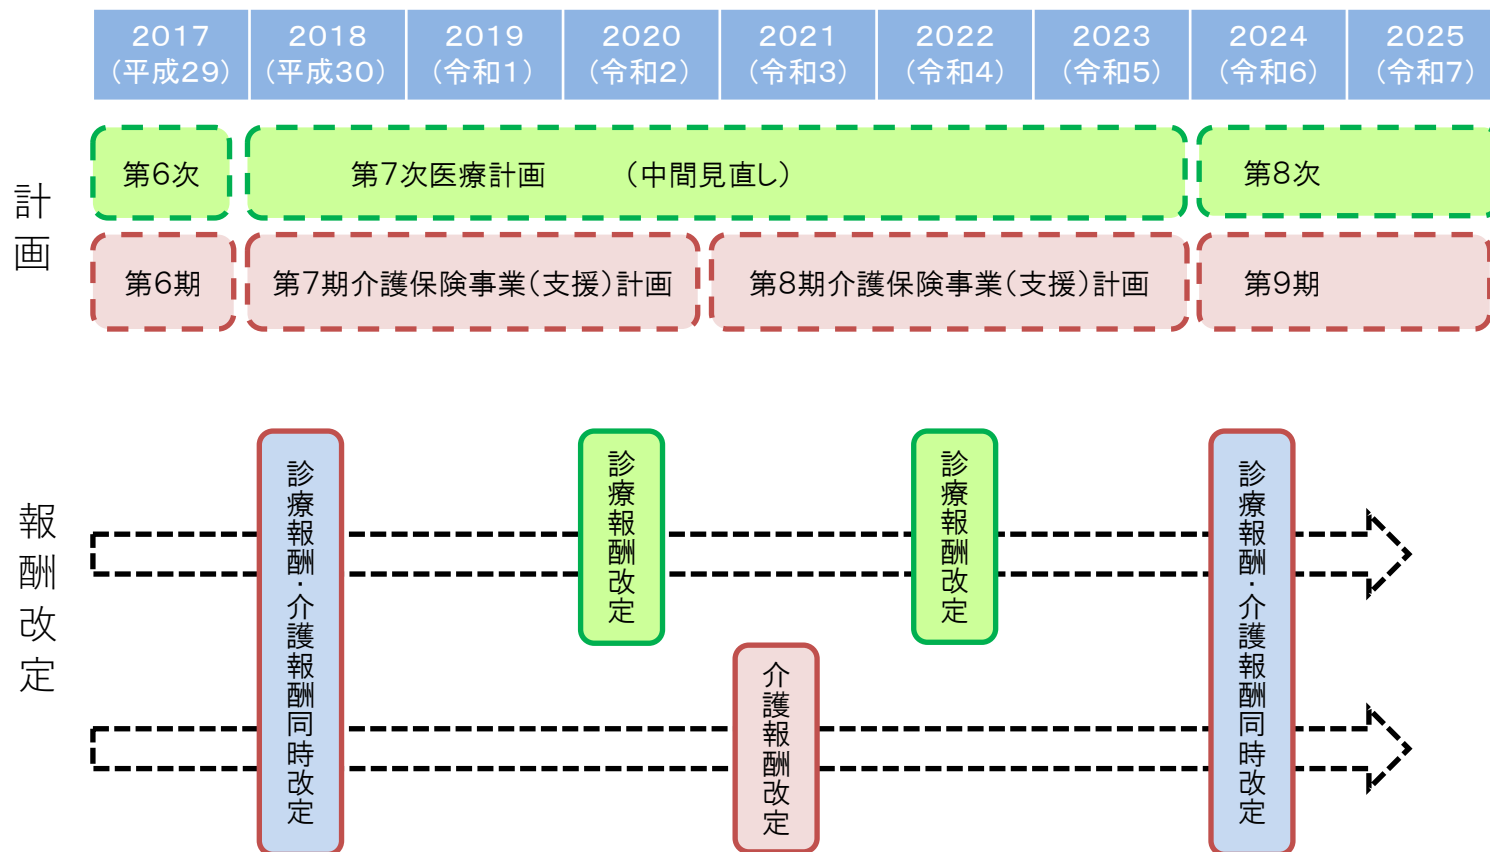 2017 2018 2019 2020 2021 2022 2023 2024 2025
（平成29） （平成30） （令和1） （令和2） （令和3） （令和4） （令和5） （令和6） （令和7）
計画
第6次 第7次医療計画 （中間見直し） 第8次
第6期 第7期介護保険事業（支援）計画 第8期介護保険事業（支援）計画 第9期
報酬改定
診療報酬・介護報酬同時改定
診療報酬改定
介護報酬改定
診療報酬改定
診療報酬・介護報酬同時改定